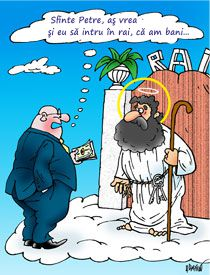 Sfinte Petre, aş vrea
şi eu să intru în rai, că am bani...
RAI